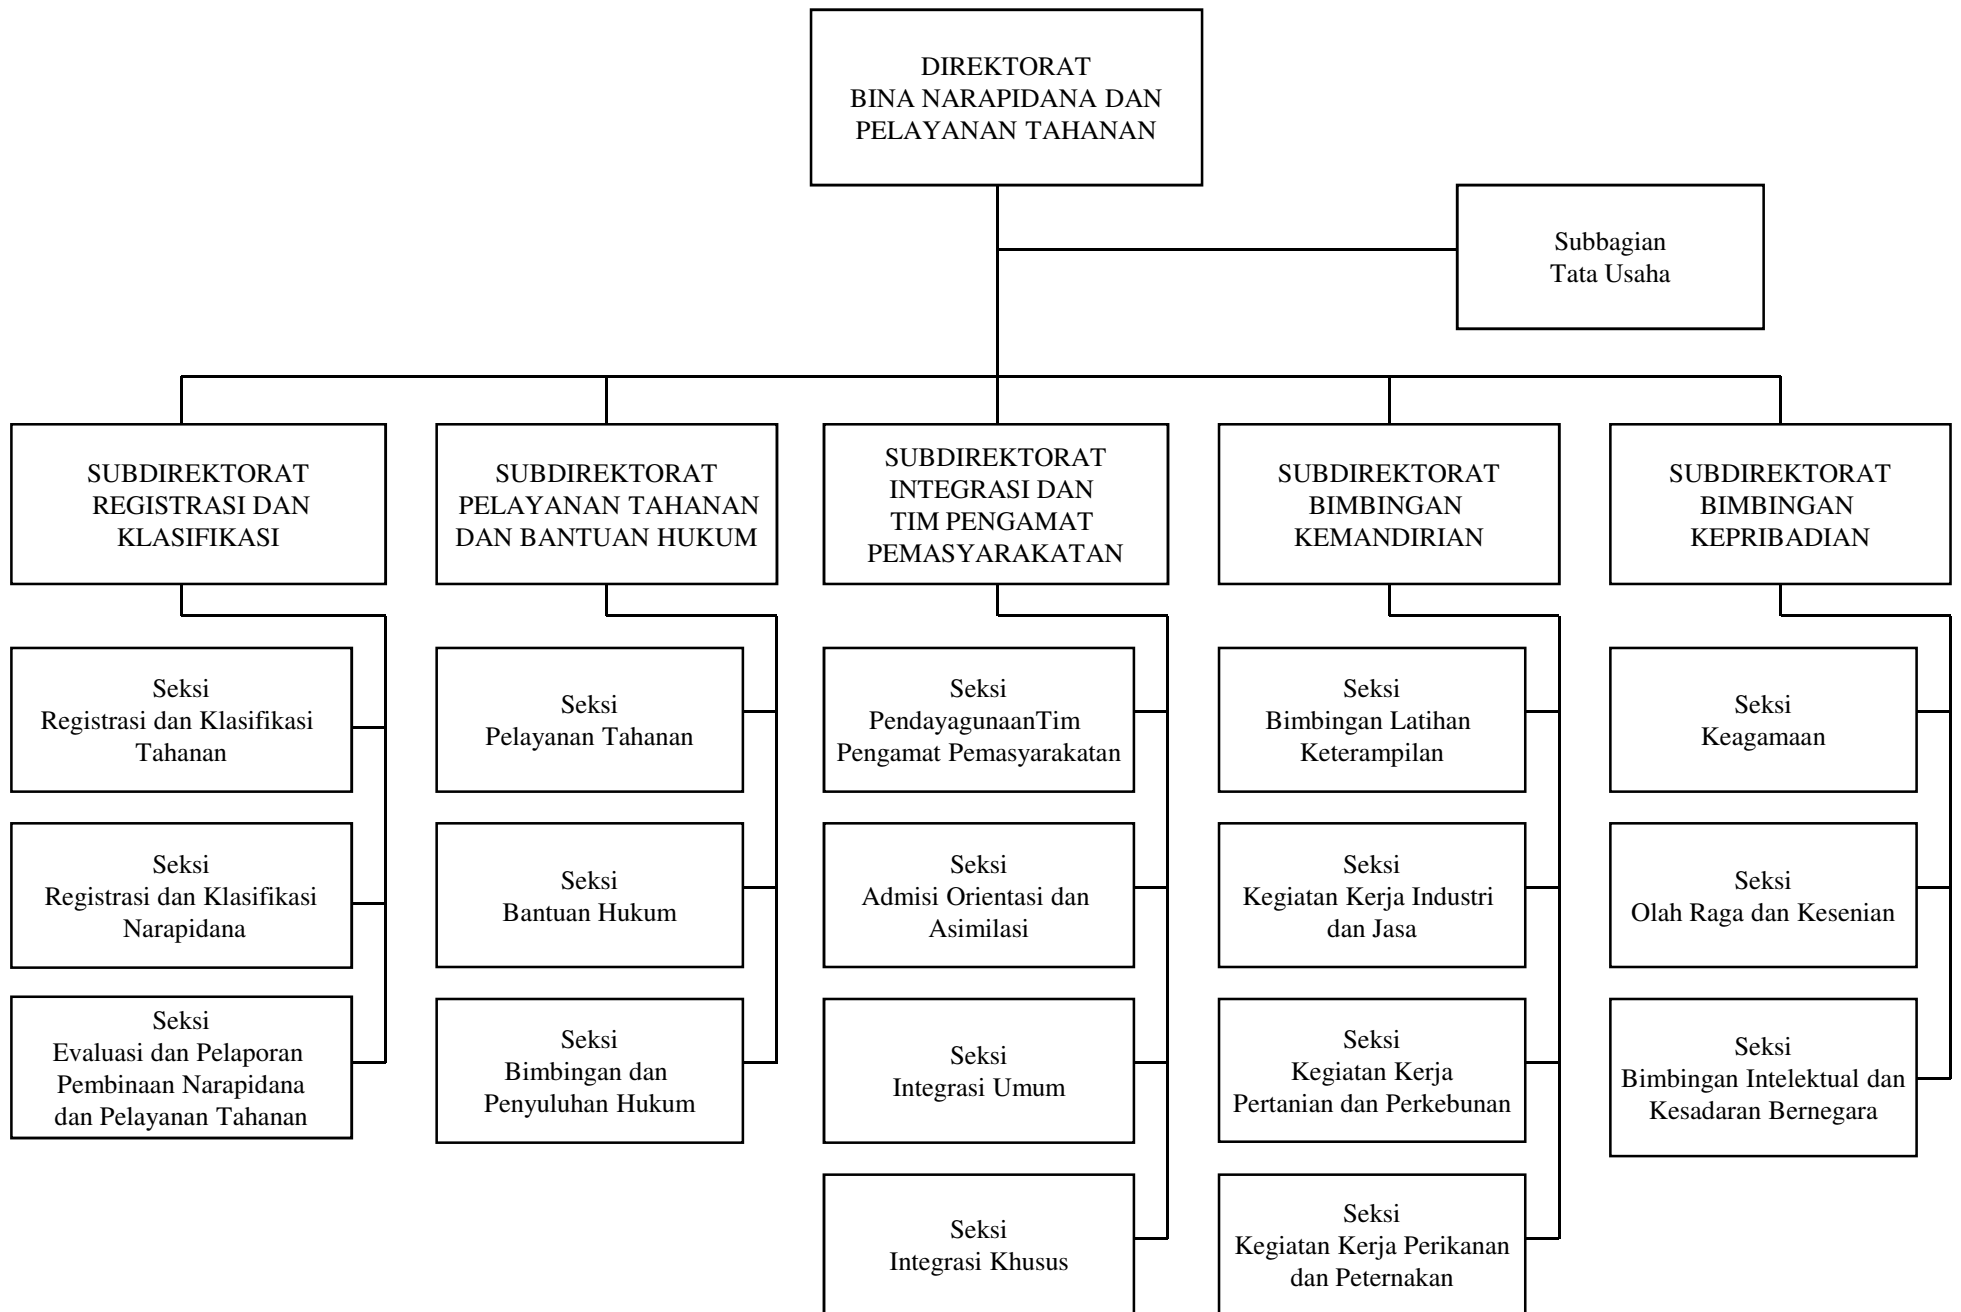 DIREKTORAT
BINA NARAPIDANA DAN
PELAYANAN TAHANAN
Subbagian
Tata Usaha
SUBDIREKTORAT
REGISTRASI DAN
KLASIFIKASI
SUBDIREKTORAT
PELAYANAN TAHANAN
DAN BANTUAN HUKUM
SUBDIREKTORAT
INTEGRASI DAN
TIM PENGAMAT
PEMASYARAKATAN
SUBDIREKTORAT
BIMBINGAN
KEMANDIRIAN
SUBDIREKTORAT
BIMBINGAN
KEPRIBADIAN
Seksi
Registrasi dan Klasifikasi
Tahanan
Seksi
Pelayanan Tahanan
Seksi
PendayagunaanTim
Pengamat Pemasyarakatan
Seksi
Bimbingan Latihan
Keterampilan
Seksi
Keagamaan
Seksi
Registrasi dan Klasifikasi
Narapidana
Seksi
Bantuan Hukum
Seksi
Admisi Orientasi dan
Asimilasi
Seksi
Kegiatan Kerja Industri
dan Jasa
Seksi
Olah Raga dan Kesenian
Seksi
Evaluasi dan Pelaporan
Pembinaan Narapidana
dan Pelayanan Tahanan
Seksi
Bimbingan dan
Penyuluhan Hukum
Seksi
Integrasi Umum
Seksi
Kegiatan Kerja
Pertanian dan Perkebunan
Seksi
Bimbingan Intelektual dan
Kesadaran Bernegara
Seksi
Integrasi Khusus
Seksi
Kegiatan Kerja Perikanan
dan Peternakan